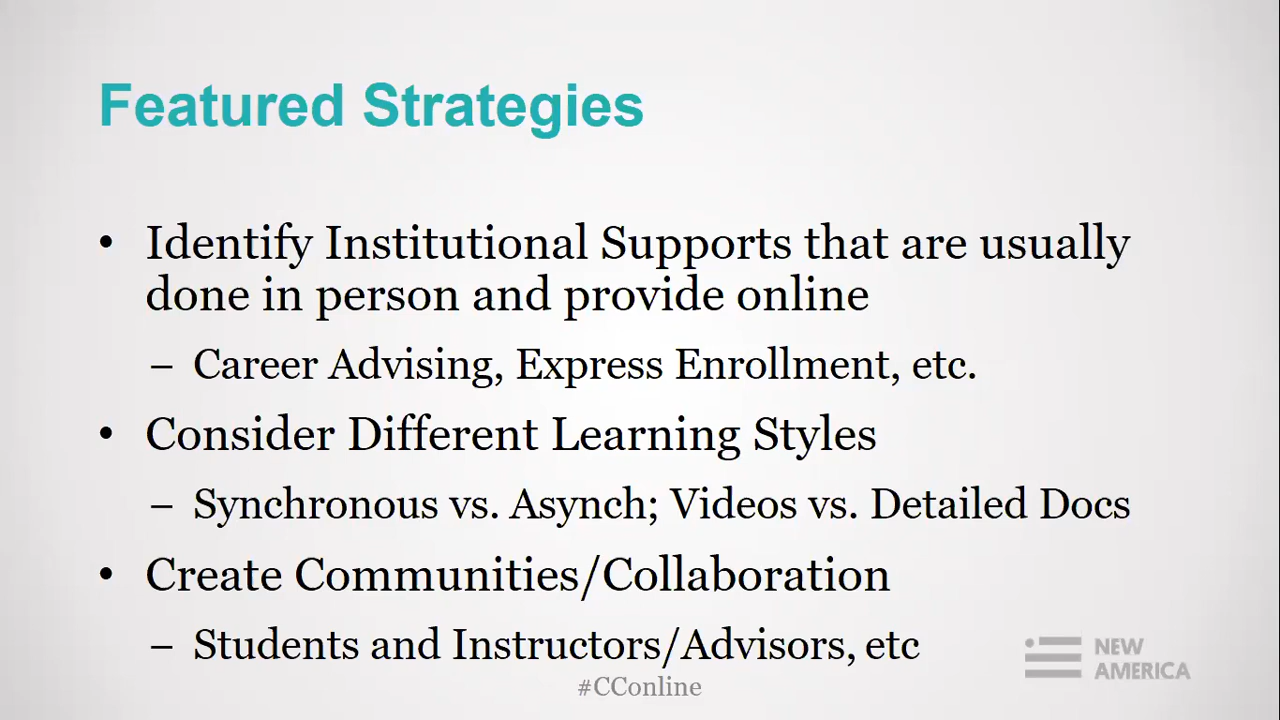 Featured Strategies
• Identify Institutional Supports that are usually
done in person and provide online
– Career Advising, Express Enrollment, etc.
• Consider Different Learning Styles
– Synchronous vs. Asynch; Videos vs. Detailed Docs
• Create Communities/Collaboration
– Students and Instructors/Advisors, etc
#CConline
NEW
AMERICA